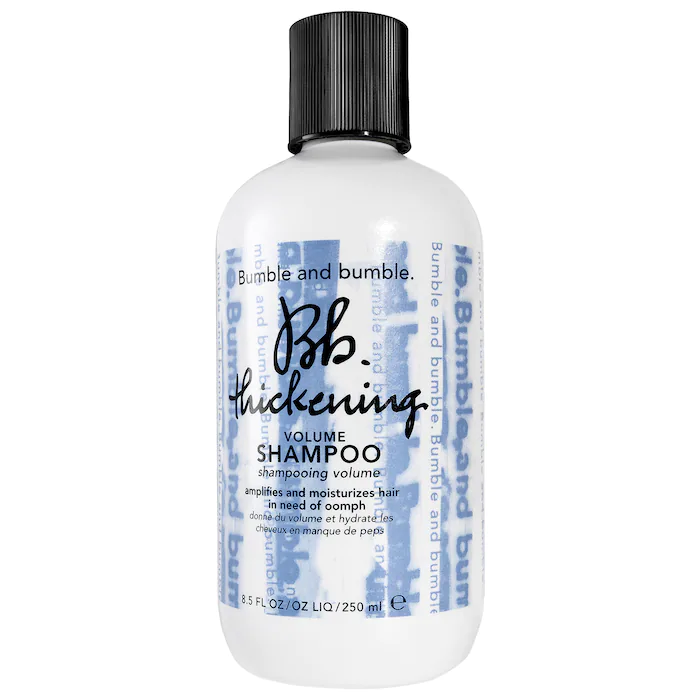 Bumble and bumble.
Bb.
thickening
VOLUME
SHAMPOO
shampooing volume
amplifies and moisturizes hair
in need of oomph
donne du volume et hydrate les
cheveux en manque de peps
8.5 FL OZ/OZ LIQ/250 ml e
Bumble and bumble. Bumble